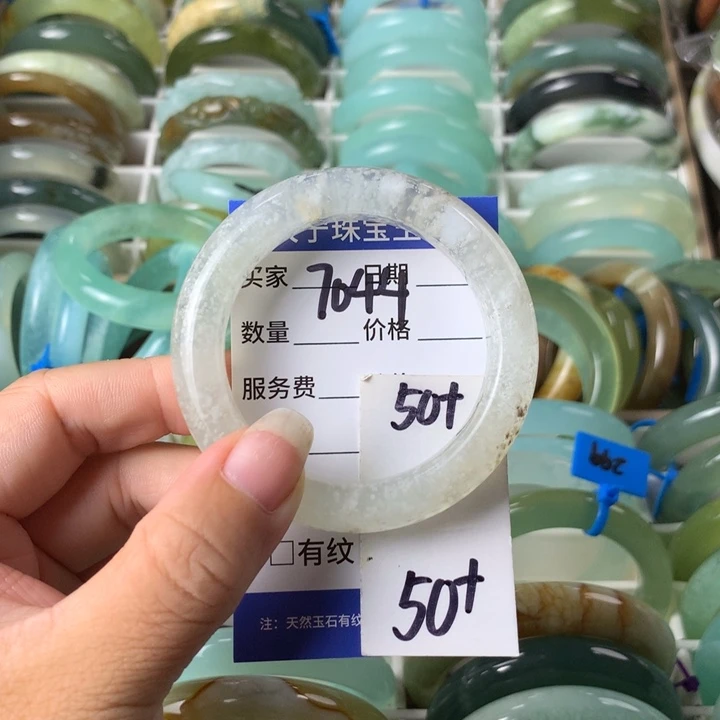 子珠宝
买家 7044 日期
数量 价格
服务费
50+
□有纹
50+
注：天然玉石有纹
299